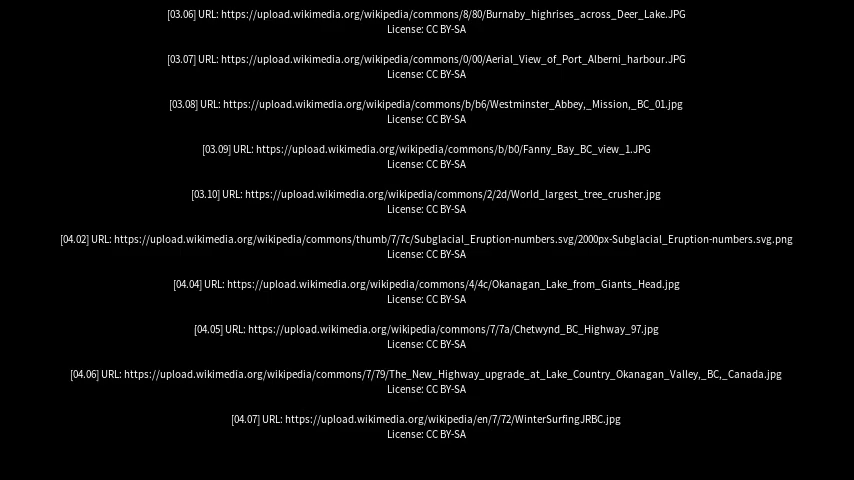 [03.06] URL: https://upload.wikimedia.org/wikipedia/commons/8/80/Burnaby_highrises_across_Deer_Lake.JPG
License: CC BY-SA
[03.07] URL: https://upload.wikimedia.org/wikipedia/commons/0/00/Aerial_View_of_Port_Alberni_harbour.JPG
License: CC BY-SA
[03.08] URL: https://upload.wikimedia.org/wikipedia/commons/b/b6/Westminster_Abbey,_Mission,_BC_01.jpg
License: CC BY-SA
[03.09] URL: https://upload.wikimedia.org/wikipedia/commons/b/b0/Fanny_Bay_BC_view_1.JPG
License: CC BY-SA
[03.10] URL: https://upload.wikimedia.org/wikipedia/commons/2/2d/World_largest_tree_crusher.jpg
License: CC BY-SA
[04.02] URL: https://upload.wikimedia.org/wikipedia/commons/thumb/7/7c/Subglacial_Eruption-numbers.svg/2000px-Subglacial_Eruption-numbers.svg.png
License: CC BY-SA
[04.04] URL: https://upload.wikimedia.org/wikipedia/commons/4/4c/Okanagan_Lake_from_Giants_Head.jpg
License: CC BY-SA
[04.05] URL: https://upload.wikimedia.org/wikipedia/commons/7/7a/Chetwynd_BC_Highway_97.jpg
License: CC BY-SA
[04.06] URL: https://upload.wikimedia.org/wikipedia/commons/7/79/The_New_Highway_upgrade_at_Lake_Country_Okanagan_Valley,_BC,_Canada.jpg
License: CC BY-SA
[04.07] URL: https://upload.wikimedia.org/wikipedia/en/7/72/WinterSurfingJRBC.jpg
License: CC BY-SA